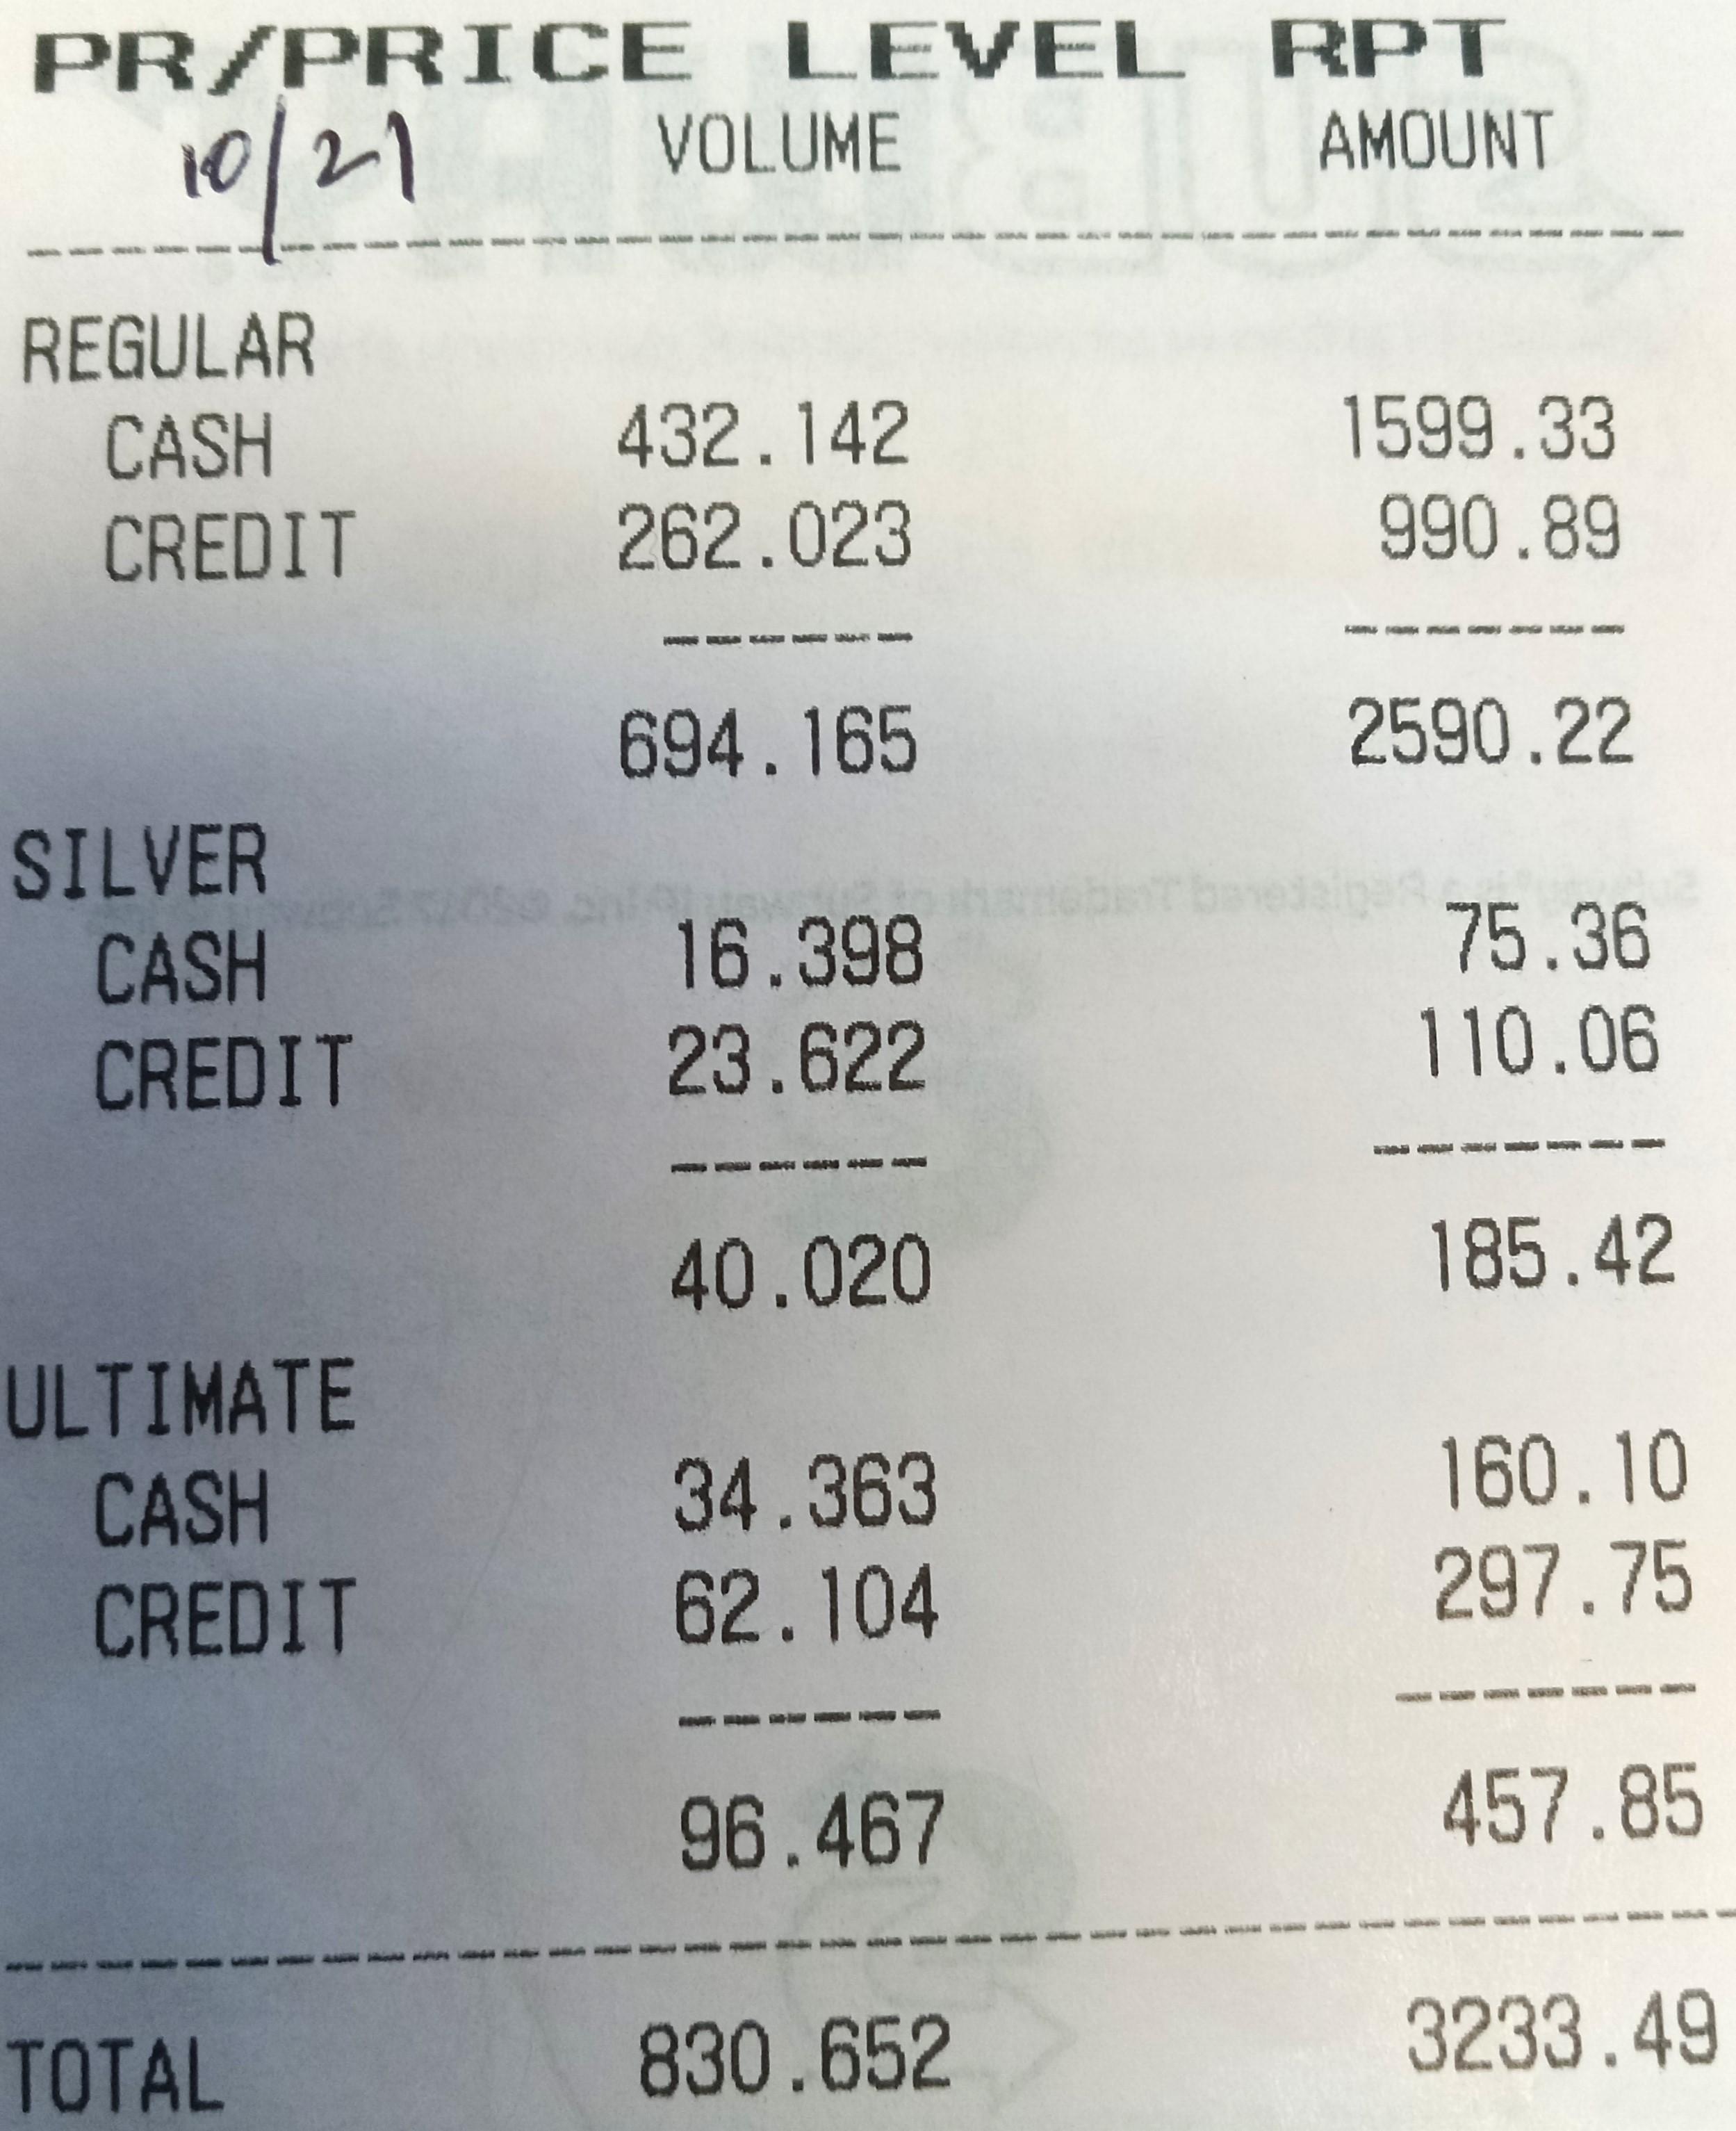 PR/PRICE LEVEL RPT
10/21 VOLUME AMOUNT
REGULAR
CASH 432.142 1599.33
CREDIT 262.023 990.89
694.165 2590.22
SILVER
CASH 16.398 75.36
CREDIT 23.622 110.06
40.020 185.42
ULTIMATE
CASH 34.363 160.10
CREDIT 62.104 297.75
96.467 457.85
TOTAL 830.652 3233.49